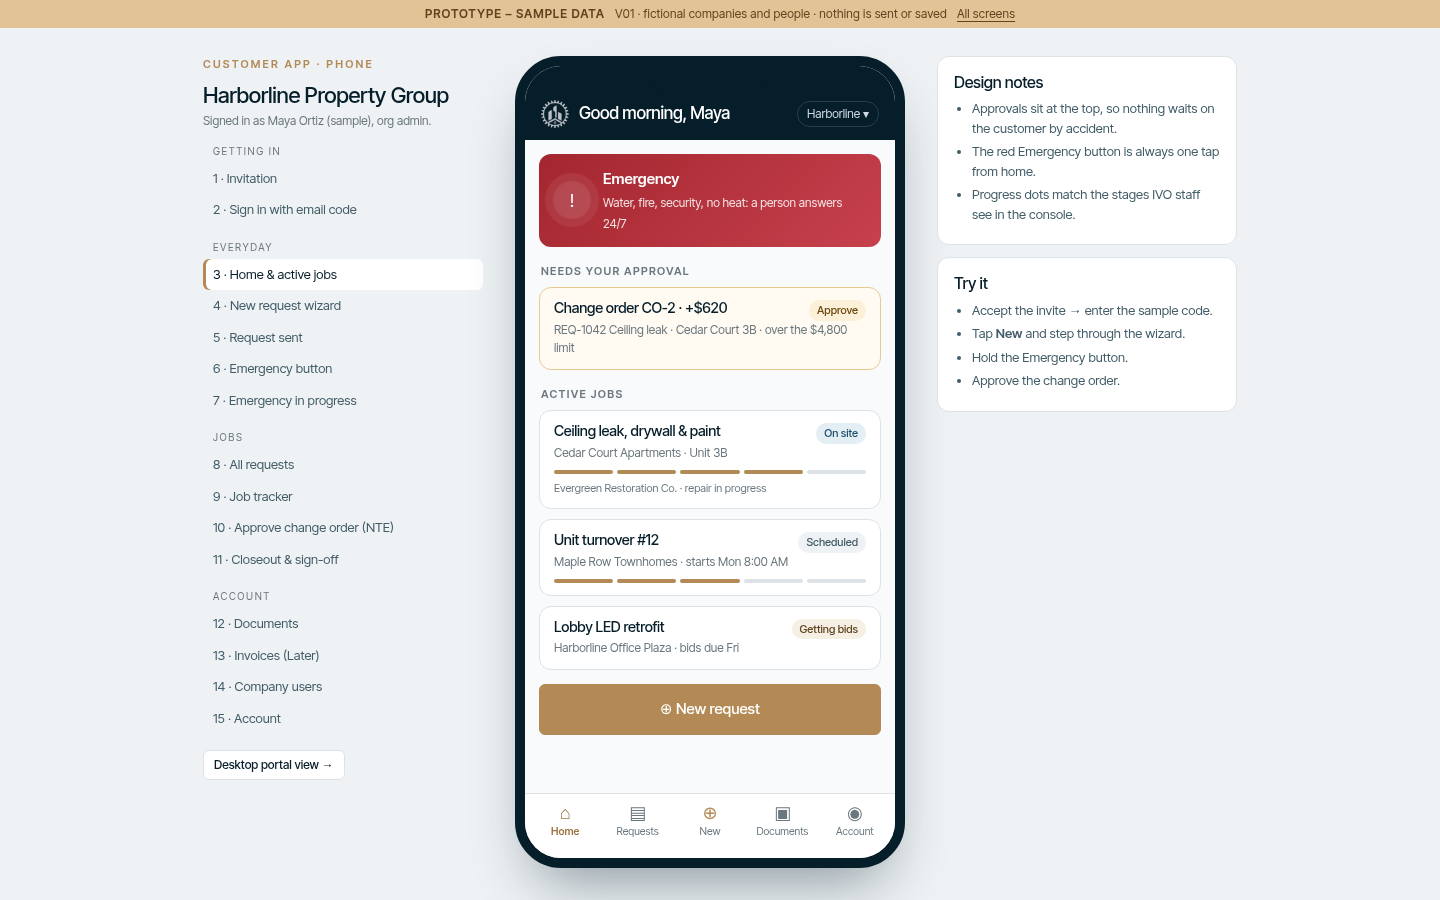 PROTOTYPE – SAMPLE DATA V01 · fictional companies and people · nothing is sent or saved All screens
CUSTOMER APP · PHONE
Harborline Property Group
Signed in as Maya Ortiz (sample), org admin.
GETTING IN
1 · Invitation
2 · Sign in with email code
EVERYDAY
3 · Home & active jobs
4 · New request wizard
5 · Request sent
6 · Emergency button
7 · Emergency in progress
JOBS
8 · All requests
9 · Job tracker
10 · Approve change order (NTE)
11 · Closeout & sign-off
ACCOUNT
12 · Documents
13 · Invoices (Later)
14 · Company users
15 · Account
Desktop portal view →
Good morning, Maya
Harborline ▾
!
Emergency
Water, fire, security, no heat: a person answers
24/7
NEEDS YOUR APPROVAL
Change order CO-2 · +$620
Approve
REQ-1042 Ceiling leak · Cedar Court 3B · over the $4,800
limit
ACTIVE JOBS
Ceiling leak, drywall & paint
On site
Cedar Court Apartments · Unit 3B
Evergreen Restoration Co. · repair in progress
Unit turnover #12
Scheduled
Maple Row Townhomes · starts Mon 8:00 AM
Lobby LED retrofit
Getting bids
Harborline Office Plaza · bids due Fri
⊕ New request
Home
Requests
New
Documents
Account
Design notes
• Approvals sit at the top, so nothing waits on
the customer by accident.
• The red Emergency button is always one tap
from home.
• Progress dots match the stages IVO staff
see in the console.
Try it
• Accept the invite → enter the sample code.
• Tap New and step through the wizard.
• Hold the Emergency button.
• Approve the change order.